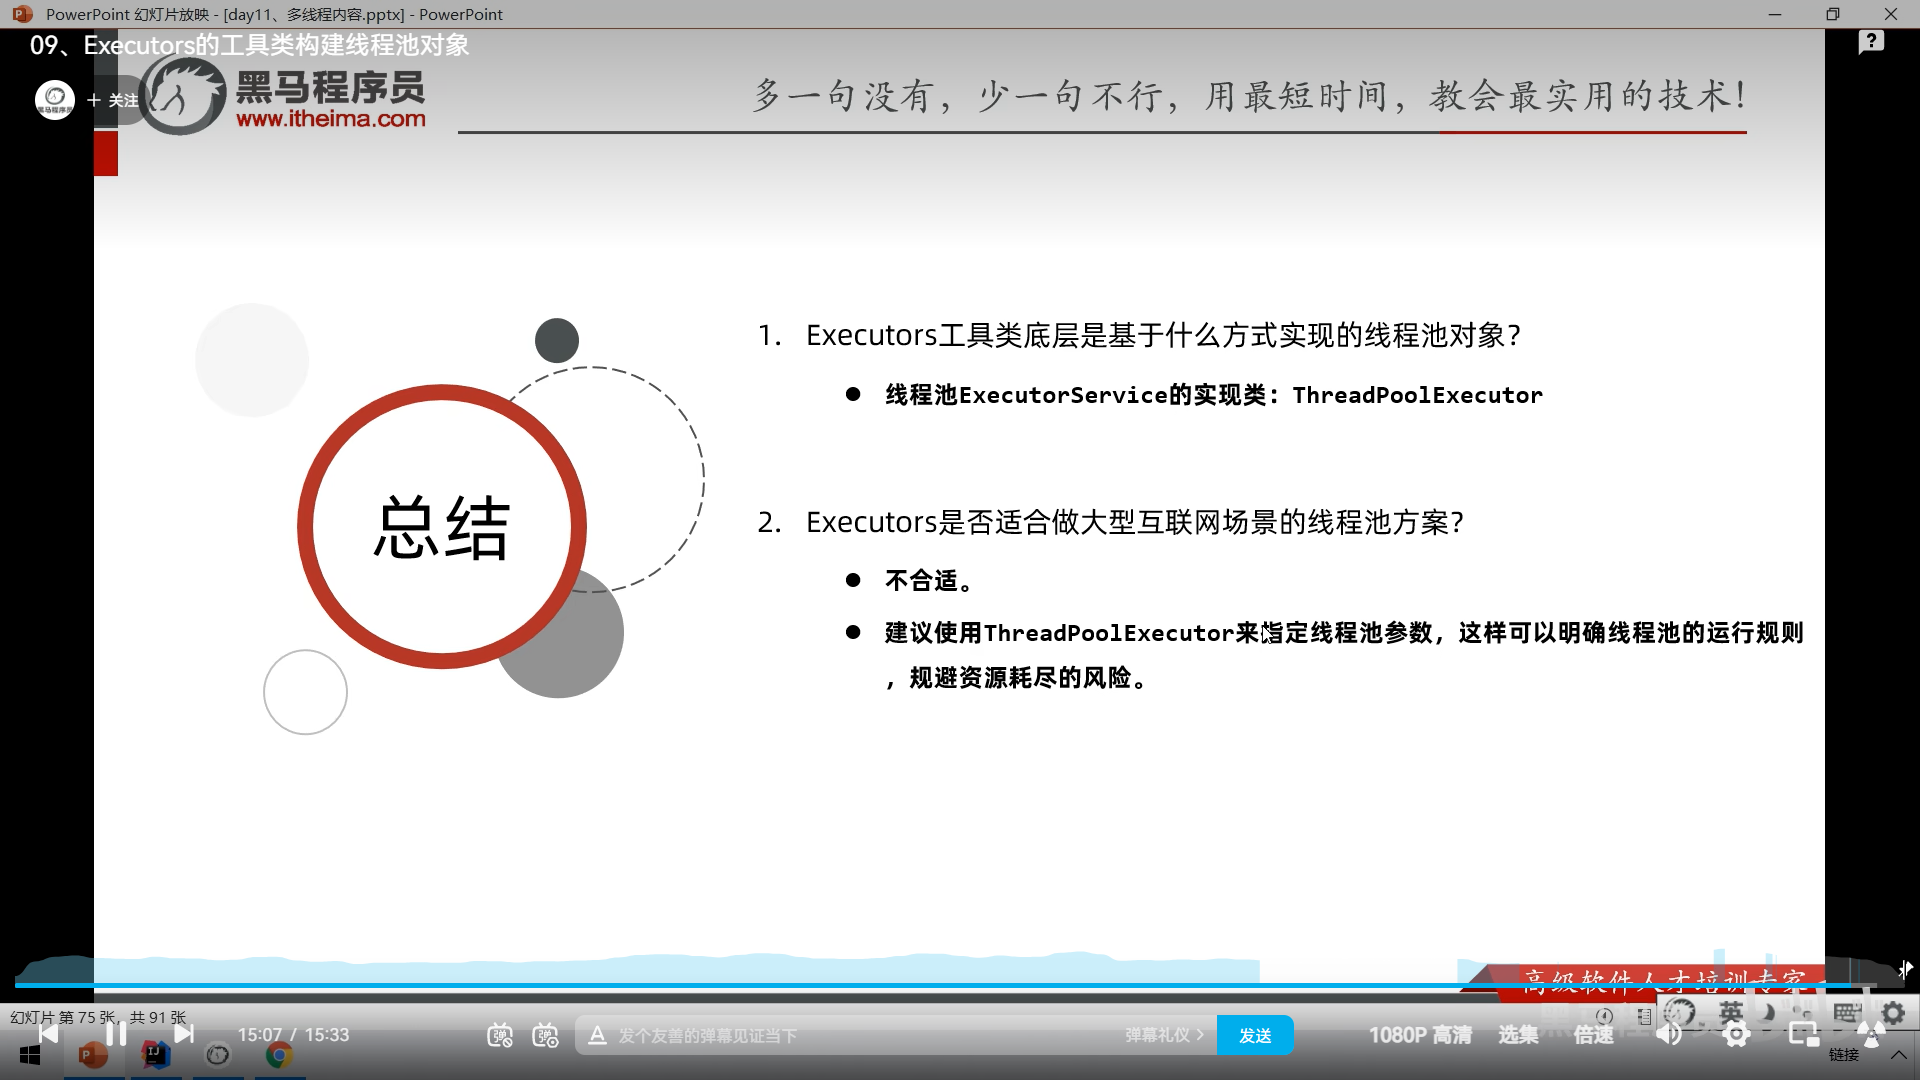 PowerPoint 幻灯片放映 - [day11、多线程内容.pptx] - PowerPoint
09、Executors的工具类构建线程池对象
+ 关注
黑马程序员
www.itheima.com
多一句没有，少一句不行，用最短时间，教会最实用的技术！
总结
1. Executors工具类底层是基于什么方式实现的线程池对象？
● 线程池ExecutorService的实现类：ThreadPoolExecutor
2. Executors是否适合做大型互联网场景的线程池方案？
● 不合适。
● 建议使用ThreadPoolExecutor来指定线程池参数，这样可以明确线程池的运行规则
，规避资源耗尽的风险。
高级软件人才培训专家
幻灯片 第 75 张，共 91 张
英
15:07 / 15:33
发个友善的弹幕见证当下
弹幕礼仪 >
发送
1080P 高清
选集
倍速
链接